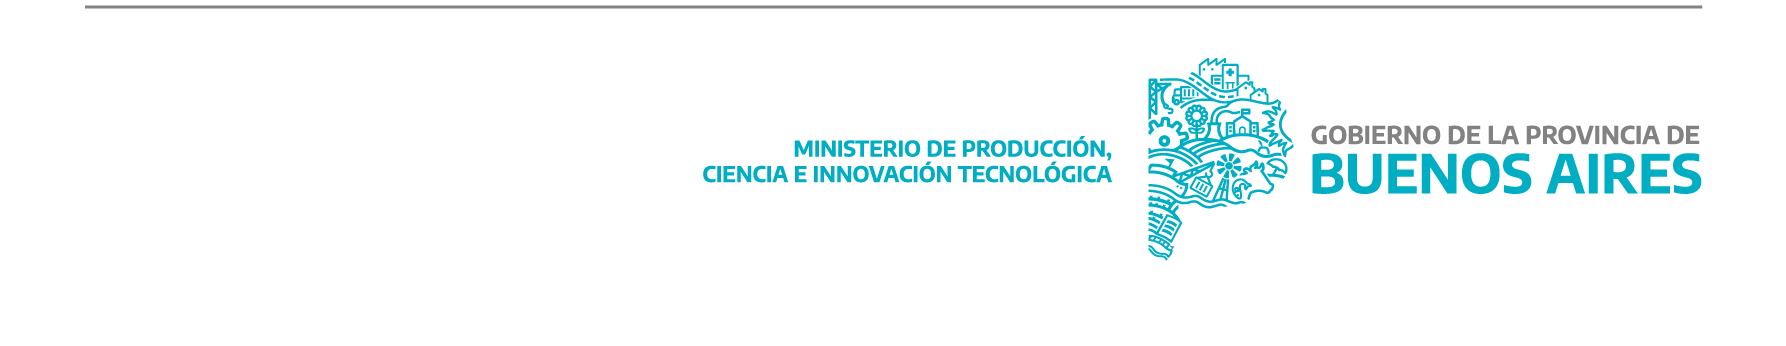 MINISTERIO DE PRODUCCIÓN,
CIENCIA E INNOVACIÓN TECNOLÓGICA
GOBIERNO DE LA PROVINCIA DE
BUENOS AIRES